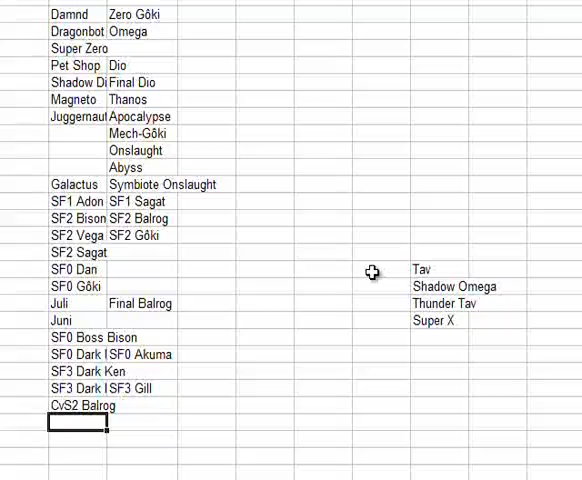 Damnd Zero Gôki
Dragonbot Omega
Super Zero
Pet Shop Dio
Shadow Di Final Dio
Magneto Thanos
Juggernaut Apocalypse
Mech-Gôki
Onslaught
Abyss
Galactus Symbiote Onslaught
SF1 Adon SF1 Sagat
SF2 Bison SF2 Balrog
SF2 Vega SF2 Gôki
SF2 Sagat
SF0 Dan Tav
SF0 Gôki Shadow Omega
Juli Final Balrog Thunder Tav
Juni Super X
SF0 Boss Bison
SF0 Dark I SF0 Akuma
SF3 Dark Ken
SF3 Dark I SF3 Gill
CvS2 Balrog